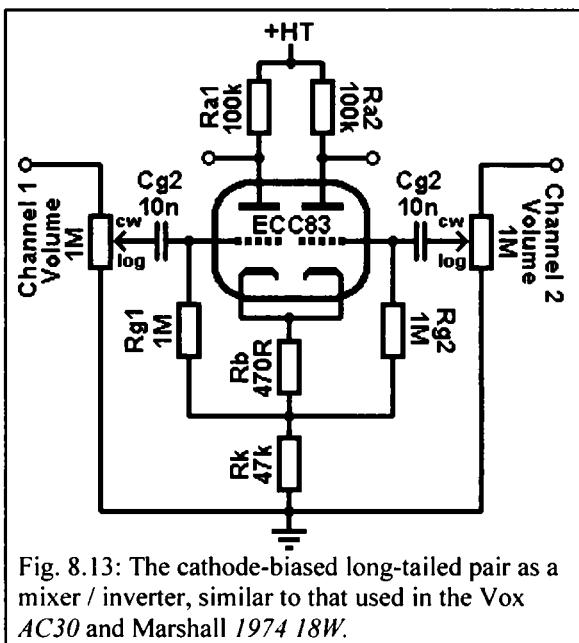 +HT
Ra1
100k
Ra2
100k
Channel 1
Volume
1M
cw
log
Cg2
10n
ECC83
Cg2
10n
cw
log
Channel 2
Volume
1M
Rg1
1M
Rb
470R
Rg2
1M
Rk
47k
Fig. 8.13: The cathode-biased long-tailed pair as a
mixer / inverter, similar to that used in the Vox
AC30 and Marshall 1974 18W.